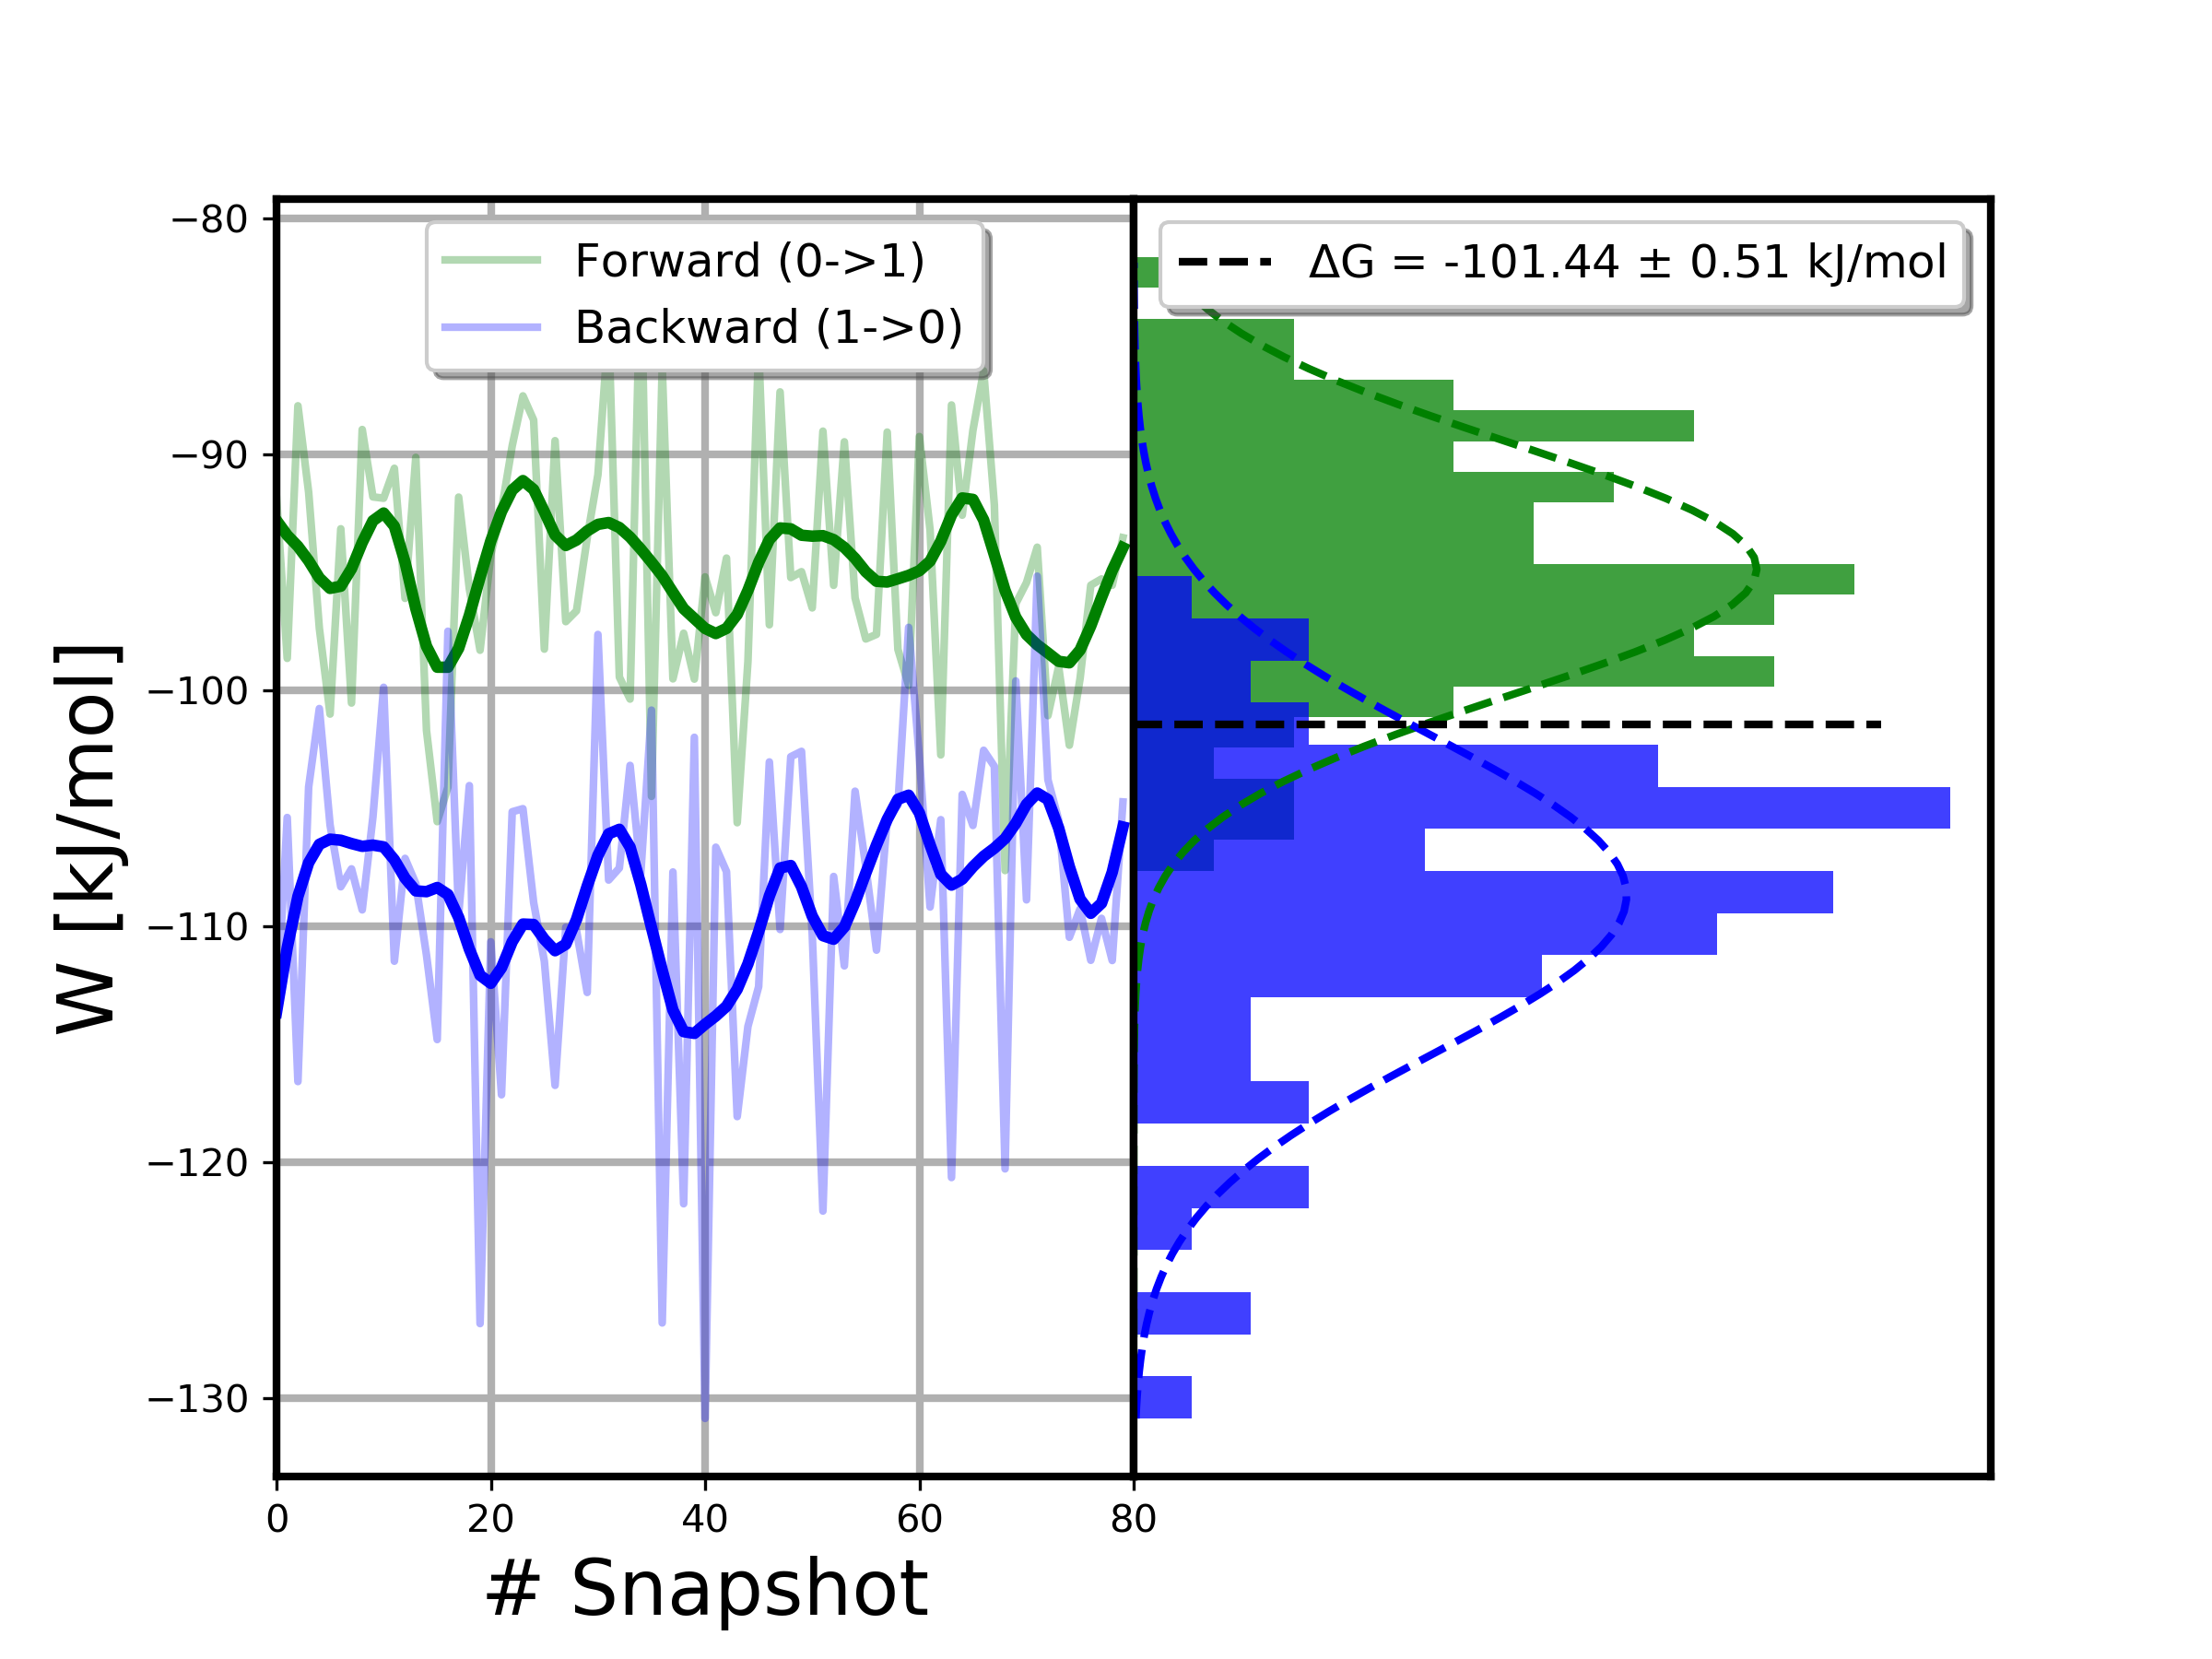 Forward (0->1)
Backward (1->0)
ΔG = -101.44 ± 0.51 kJ/mol
W [kJ/mol]
−80
−90
−100
−110
−120
−130
0
20
40
60
80
# Snapshot